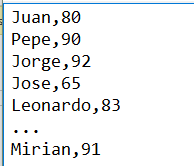 Juan,80
Pepe,90
Jorge,92
Jose,65
Leonardo,83
...
Mirian,91